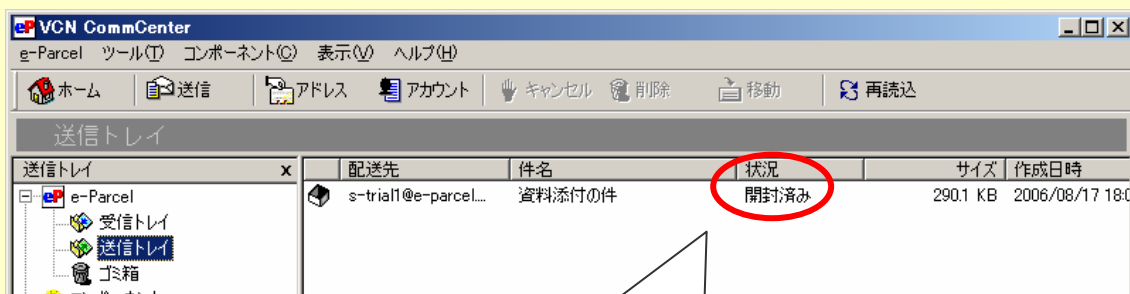 eP VCN CommCenter
e-Parcel ツール(T) コンポーネント(C) 表示(V) ヘルプ(H)
ホーム 送信 アドレス アカウント キャンセル 削除 移動 再読込
送信トレイ
送信トレイ x 配送先 件名 状況 サイズ 作成日時
eP e-Parcel s-trial1@e-parcel.... 資料添付の件 開封済み 290.1 KB 2006/08/17 18:0
受信トレイ
送信トレイ
ゴミ箱